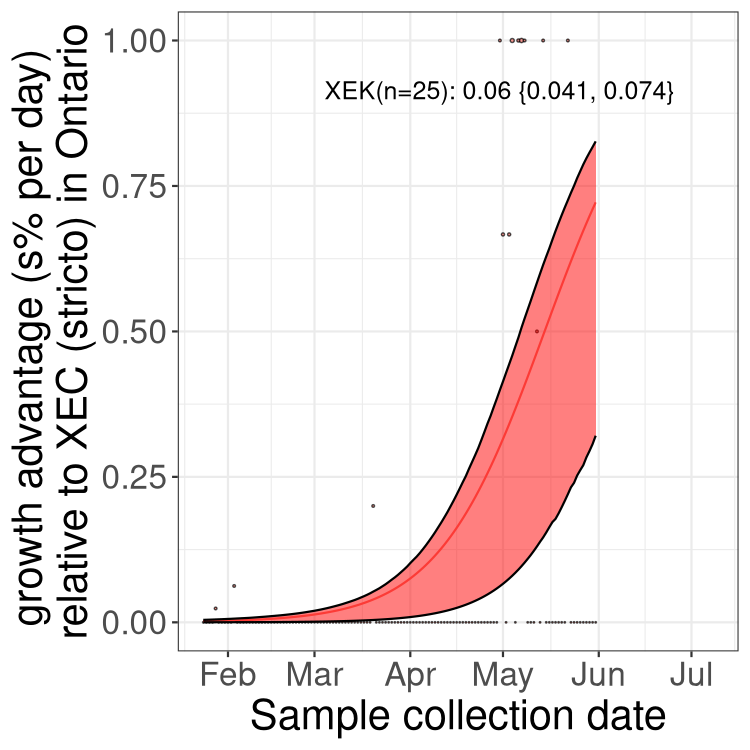 growth advantage (s% per day)
relative to XEC (stricto) in Ontario
1.00
0.75
0.50
0.25
0.00
XEK(n=25): 0.06 {0.041, 0.074}
Feb Mar Apr May Jun Jul
Sample collection date